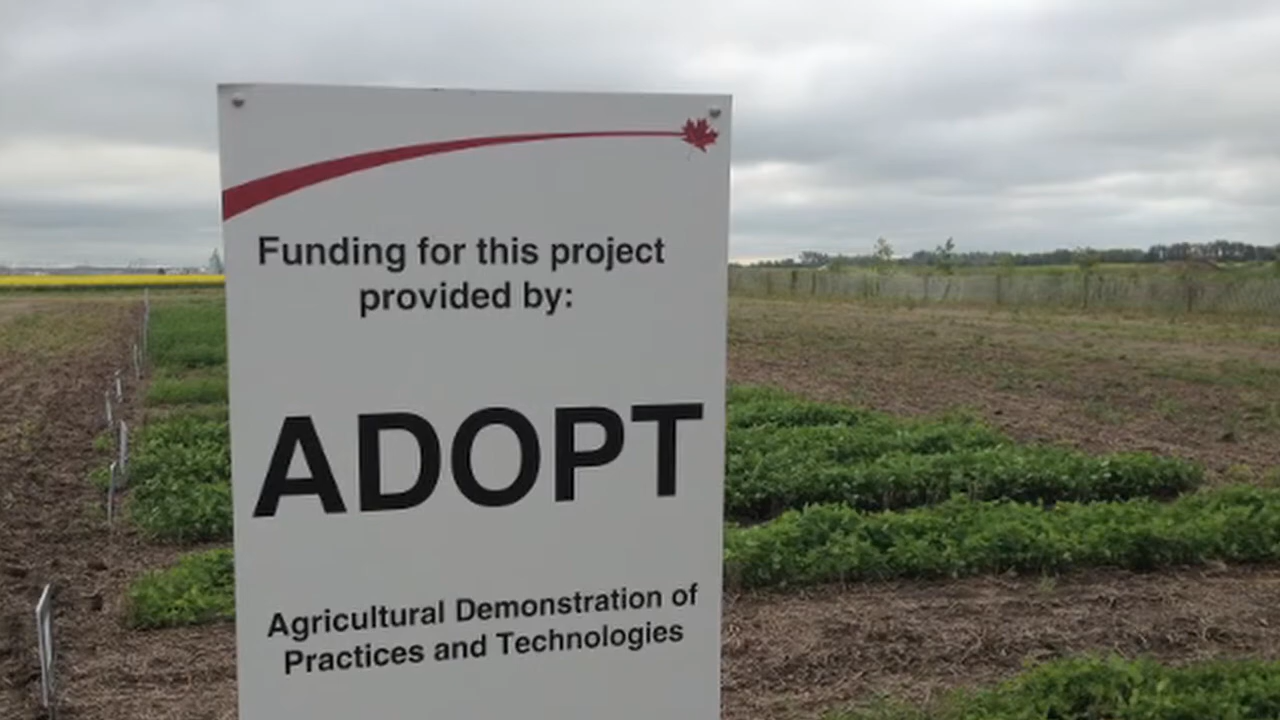 Funding for this project
provided by:
ADOPT
Agricultural Demonstration of
Practices and Technologies